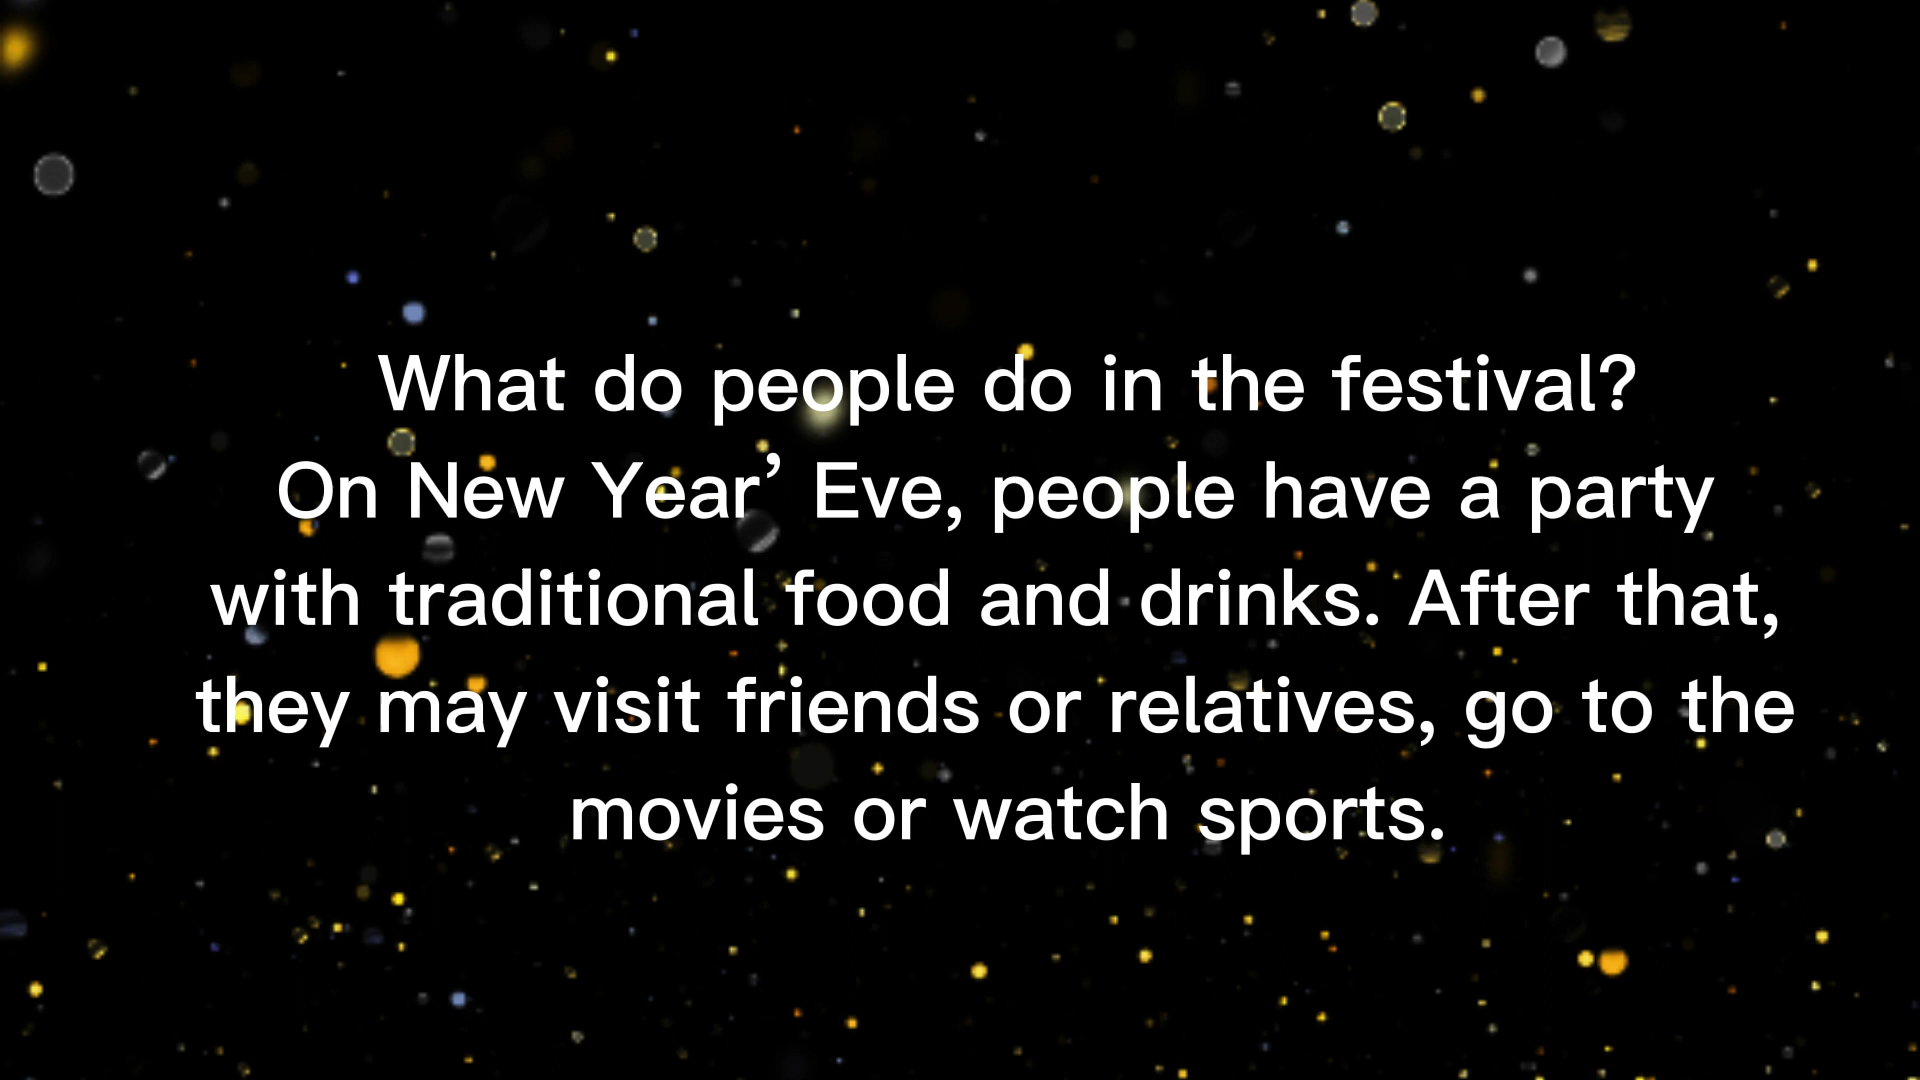 What do people do in the festival?
On New Year’ Eve, people have a party
with traditional food and drinks. After that,
they may visit friends or relatives, go to the
movies or watch sports.